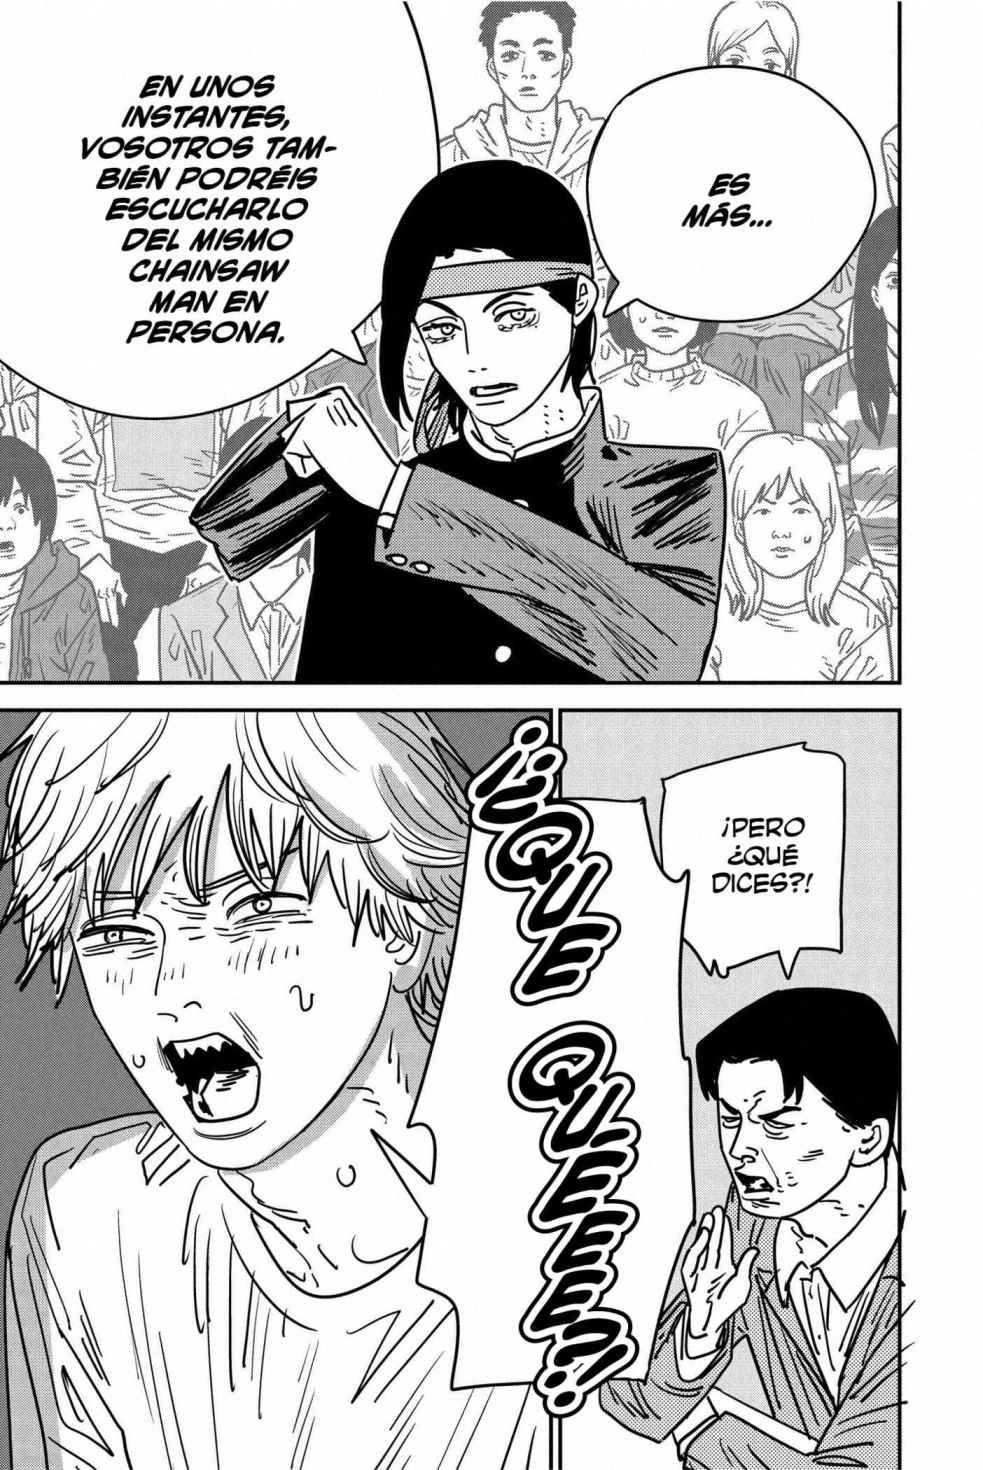 ES
MÁS...
EN UNOS
INSTANTES,
VOSOTROS TAM-
BIÉN PODRÉIS
ESCUCHARLO
DEL MISMO
CHAINSAW
MAN EN
PERSONA.
¡PERO
¿QUÉ
DICES?!
¡¿QUE QUÉEEE?!